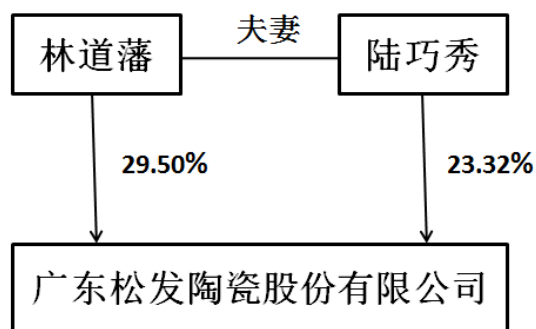 夫妻
林道藩
陆巧秀
29.50%
23.32%
广东松发陶瓷股份有限公司